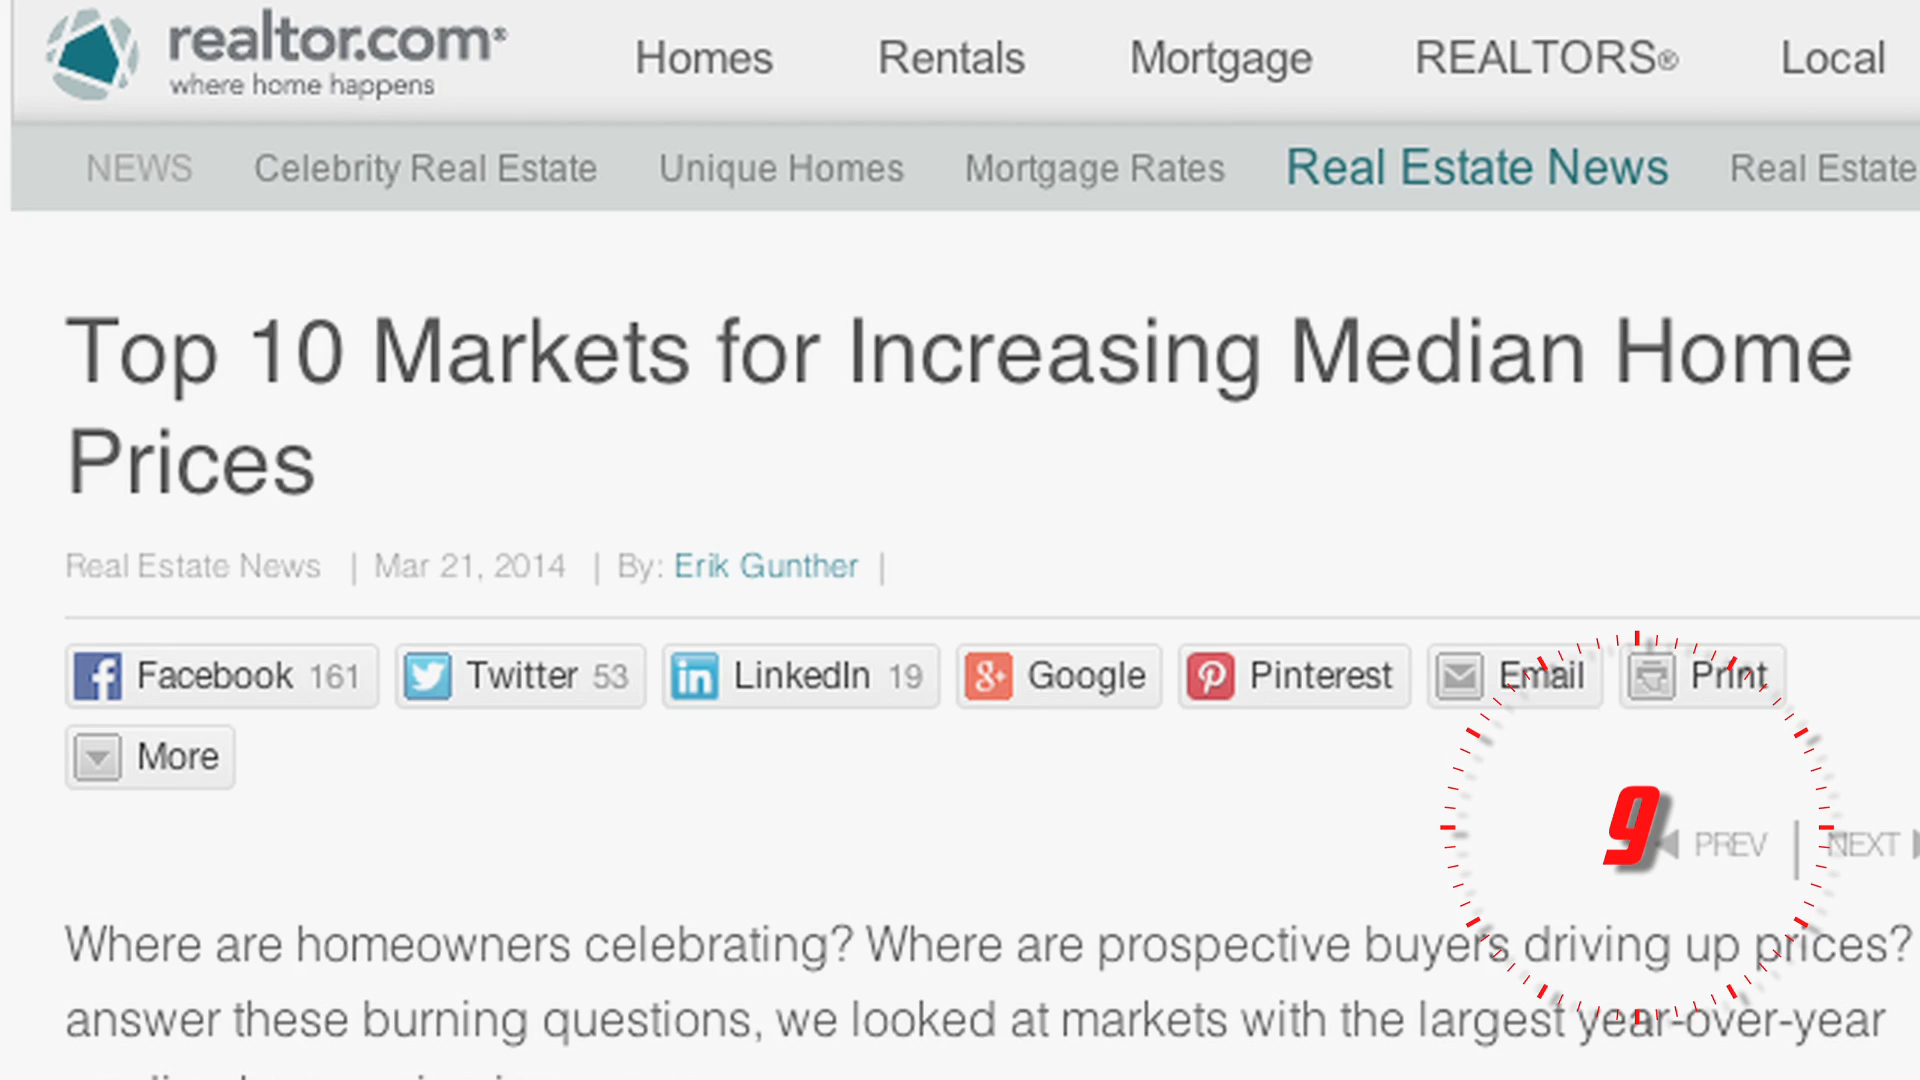 realtor.com®
where home happens
Homes Rentals Mortgage REALTORS® Local
NEWS Celebrity Real Estate Unique Homes Mortgage Rates Real Estate News Real Estate
Top 10 Markets for Increasing Median Home
Prices
Real Estate News | Mar 21, 2014 | By: Erik Gunther |
Facebook 161 Twitter 53 LinkedIn 19 Google Pinterest Email Print
More
9
PREV | NEXT
Where are homeowners celebrating? Where are prospective buyers driving up prices?
answer these burning questions, we looked at markets with the largest year-over-year